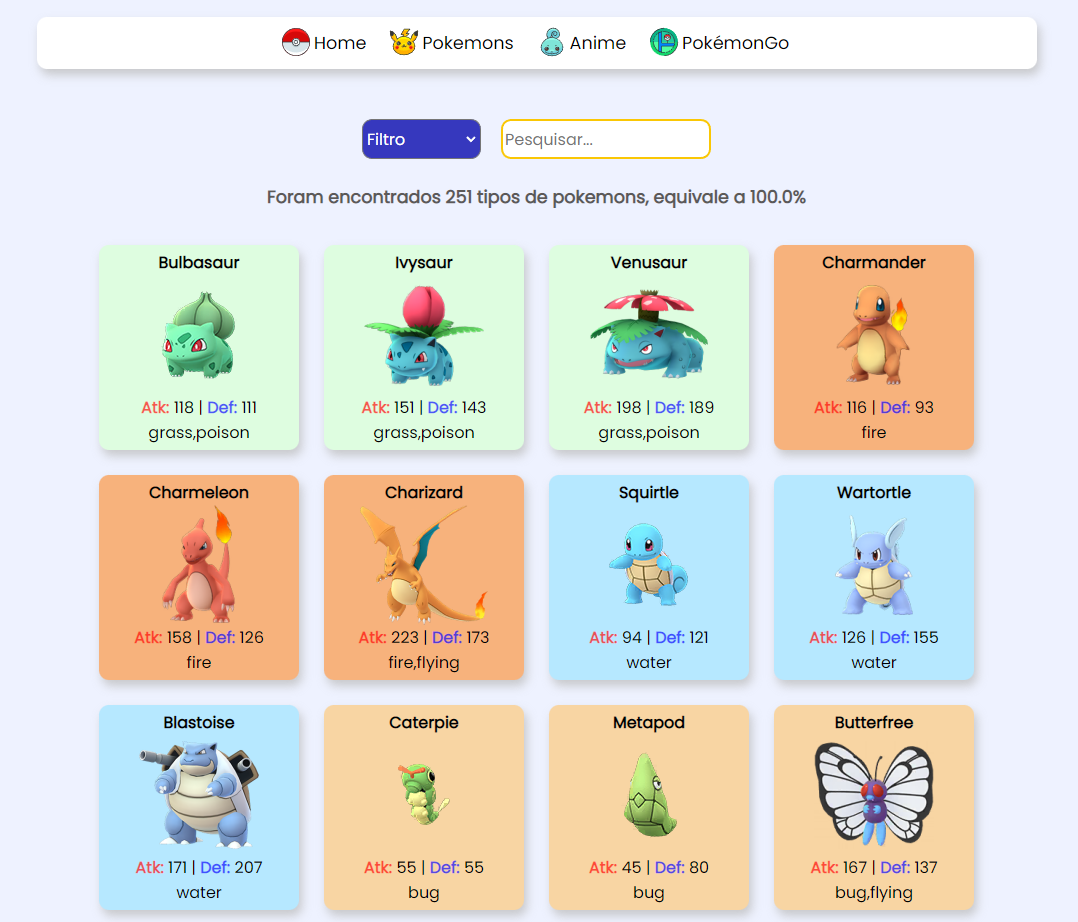 Home Pokemons Anime PokémonGo
Filtro Pesquisar...
Foram encontrados 251 tipos de pokemons, equivale a 100.0%
Bulbasaur
Atk: 118 | Def: 111
grass,poison
Ivysaur
Atk: 151 | Def: 143
grass,poison
Venusaur
Atk: 198 | Def: 189
grass,poison
Charmander
Atk: 116 | Def: 93
fire
Charmeleon
Atk: 158 | Def: 126
fire
Charizard
Atk: 223 | Def: 173
fire,flying
Squirtle
Atk: 94 | Def: 121
water
Wartortle
Atk: 126 | Def: 155
water
Blastoise
Atk: 171 | Def: 207
water
Caterpie
Atk: 55 | Def: 55
bug
Metapod
Atk: 45 | Def: 80
bug
Butterfree
Atk: 167 | Def: 137
bug,flying